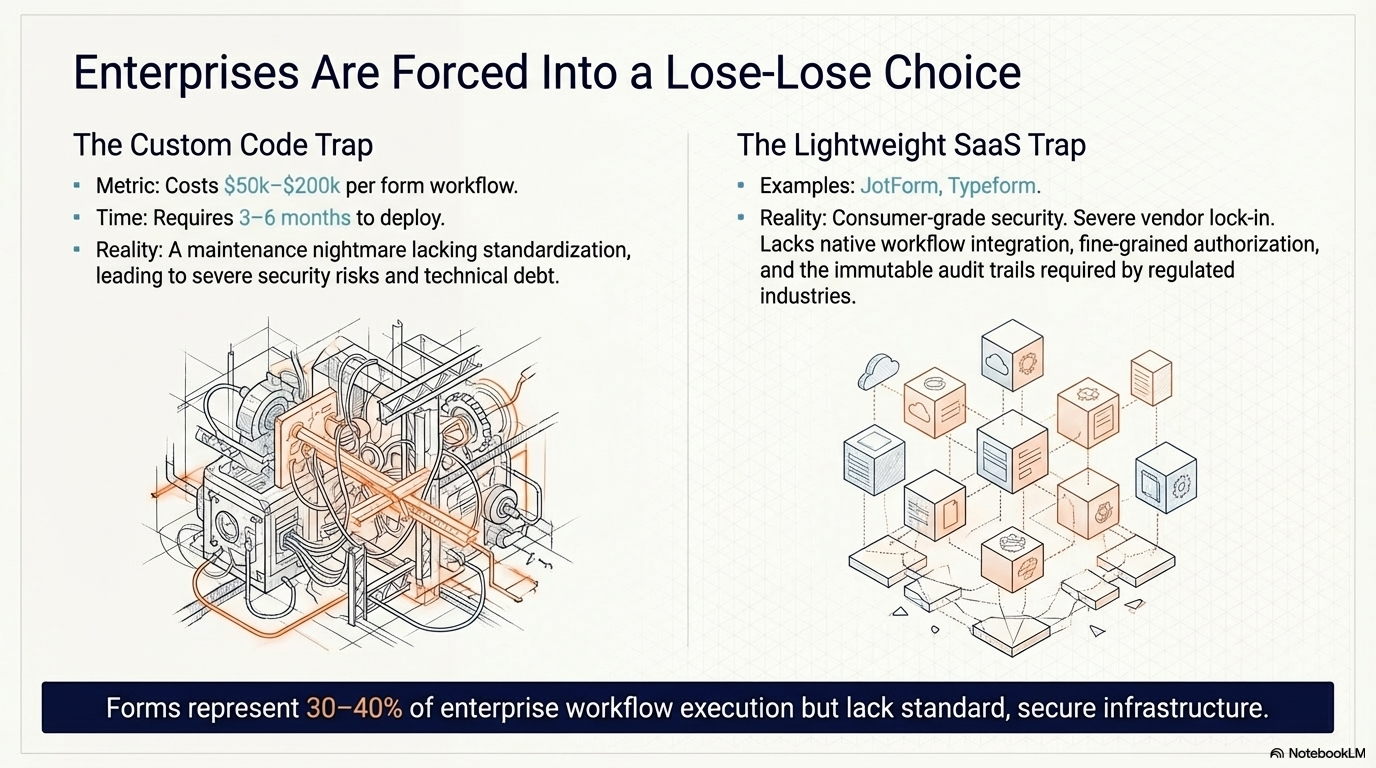 Enterprises Are Forced Into a Lose-Lose Choice
The Custom Code Trap
▪ Metric: Costs $50k–$200k per form workflow.
▪ Time: Requires 3–6 months to deploy.
▪ Reality: A maintenance nightmare lacking standardization,
leading to severe security risks and technical debt.
The Lightweight SaaS Trap
▪ Examples: JotForm, Typeform.
▪ Reality: Consumer-grade security. Severe vendor lock-in.
Lacks native workflow integration, fine-grained authorization,
and the immutable audit trails required by regulated
industries.
Forms represent 30–40% of enterprise workflow execution but lack standard, secure infrastructure.
NotebookLM